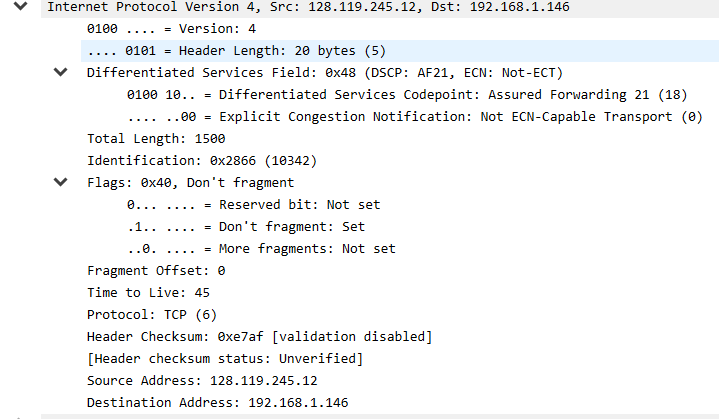 Internet Protocol Version 4, Src: 128.119.245.12, Dst: 192.168.1.146
0100 .... = Version: 4
.... 0101 = Header Length: 20 bytes (5)
Differentiated Services Field: 0x48 (DSCP: AF21, ECN: Not-ECT)
0100 10.. = Differentiated Services Codepoint: Assured Forwarding 21 (18)
.... ..00 = Explicit Congestion Notification: Not ECN-Capable Transport (0)
Total Length: 1500
Identification: 0x2866 (10342)
Flags: 0x40, Don't fragment
0... .... = Reserved bit: Not set
.1.. .... = Don't fragment: Set
..0. .... = More fragments: Not set
Fragment Offset: 0
Time to Live: 45
Protocol: TCP (6)
Header Checksum: 0xe7af [validation disabled]
[Header checksum status: Unverified]
Source Address: 128.119.245.12
Destination Address: 192.168.1.146